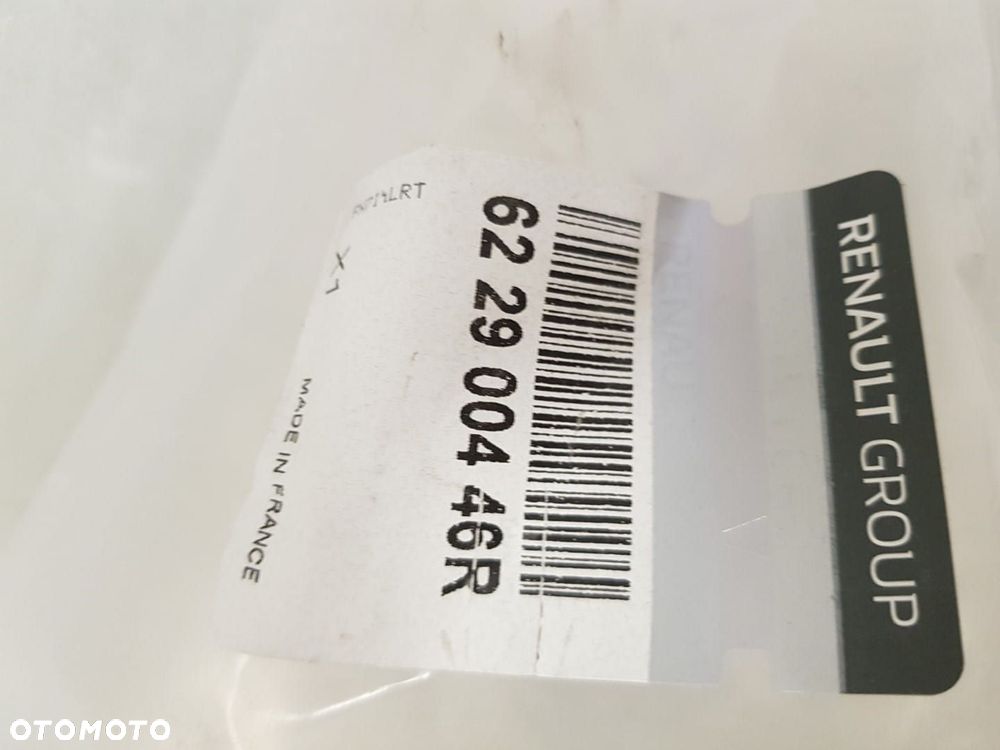 RENAULT GROUP
62 29 004 46R
X1
MADE IN FRANCE
OTOMOTO